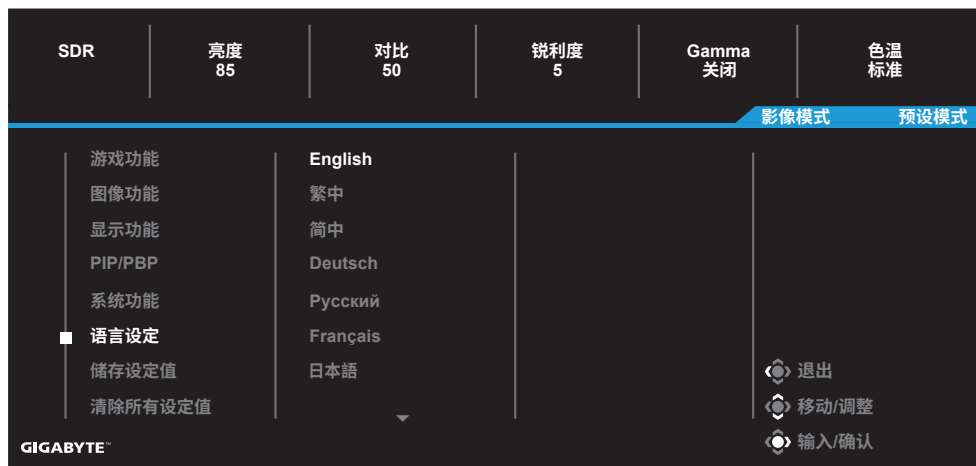 SDR 亮度 对比 锐利度 Gamma 色温
85 50 5 关闭 标准
影像模式 预设模式
游戏功能 English
图像功能 繁中
显示功能 简中
PIP/PBP Deutsch
系统功能 Русский
语言设定 Français
储存设定值 日本語
清除所有设定值
退出
移动/调整
输入/确认
GIGABYTE™